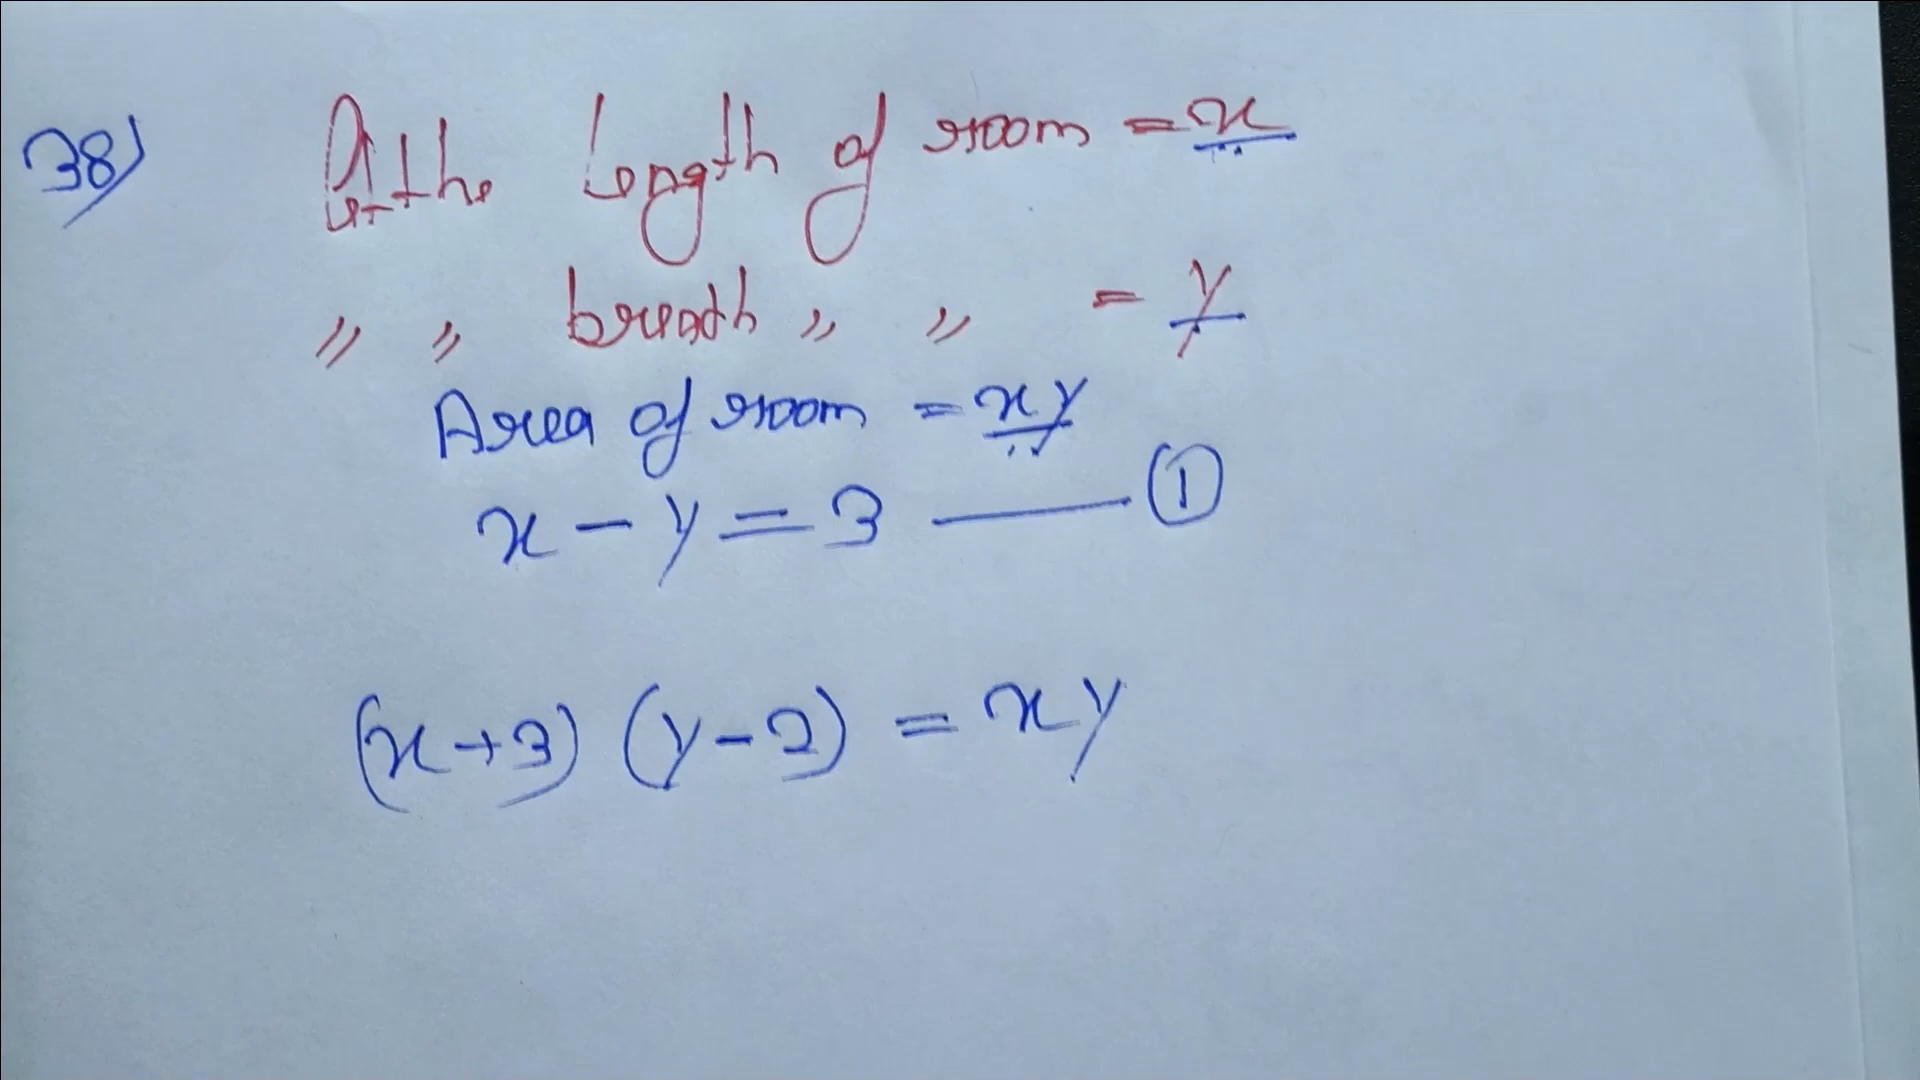 38) Let the length of room = x
" " breath " " = y
Area of room = xy
x - y = 3 —— ①
(x+3) (y-2) = xy